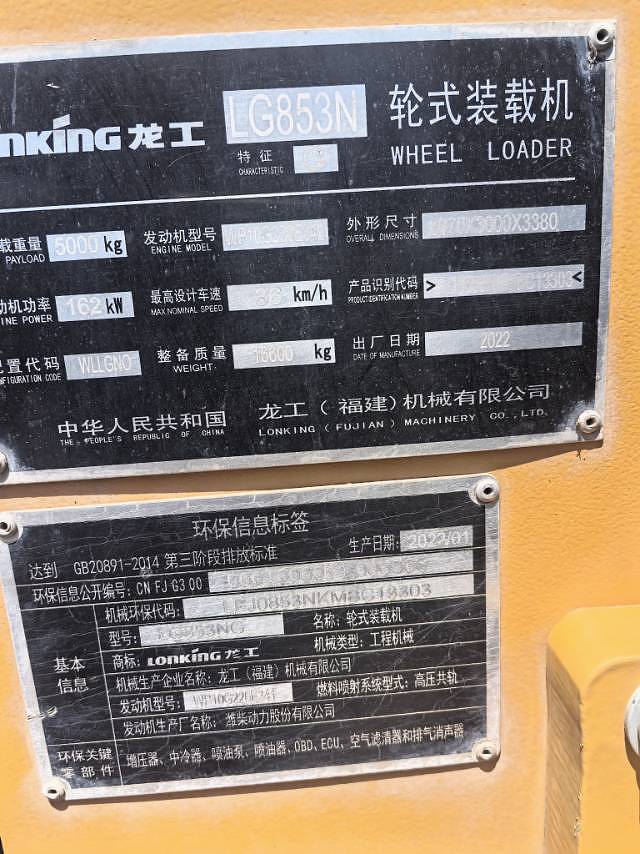 LONKING 龙工 LG853N 轮式装载机
特征 WHEEL LOADER
CHARACTERISTIC
载重量 5000 kg 发动机型号 外形尺寸
PAYLOAD ENGINE MODEL OVERALL DIMENSIONS
动机功率 162 kW 最高设计车速 km/h 产品识别代码 > <
INE POWER MAX NOMINAL SPEED PRODUCT IDENTIFICATION NUMBER
置代码 WLLGNO 整备质量 kg 出厂日期 2022
FIGURATION CODE WEIGHT DATE OF MANUFACTURE
中华人民共和国 龙工(福建)机械有限公司
THE PEOPLE'S REPUBLIC OF CHINA LONKING (FUJIAN) MACHINERY CO.,LTD.
环保信息标签
达到 GB20891-2014 第三阶段排放标准 生产日期: 2022/01
环保信息公开编号: CN FJ G3 00
机械环保代码:
型号: 名称: 轮式装载机
基本信息
商标: LONKING 龙工 机械类型: 工程机械
机械生产企业名称: 龙工(福建)机械有限公司
发动机型号: 燃料喷射系统型式: 高压共轨
发动机生产厂名称: 潍柴动力股份有限公司
环保关键 增压器、中冷器、喷油泵、喷油器、OBD、ECU、空气滤清器和排气消声器
零部件